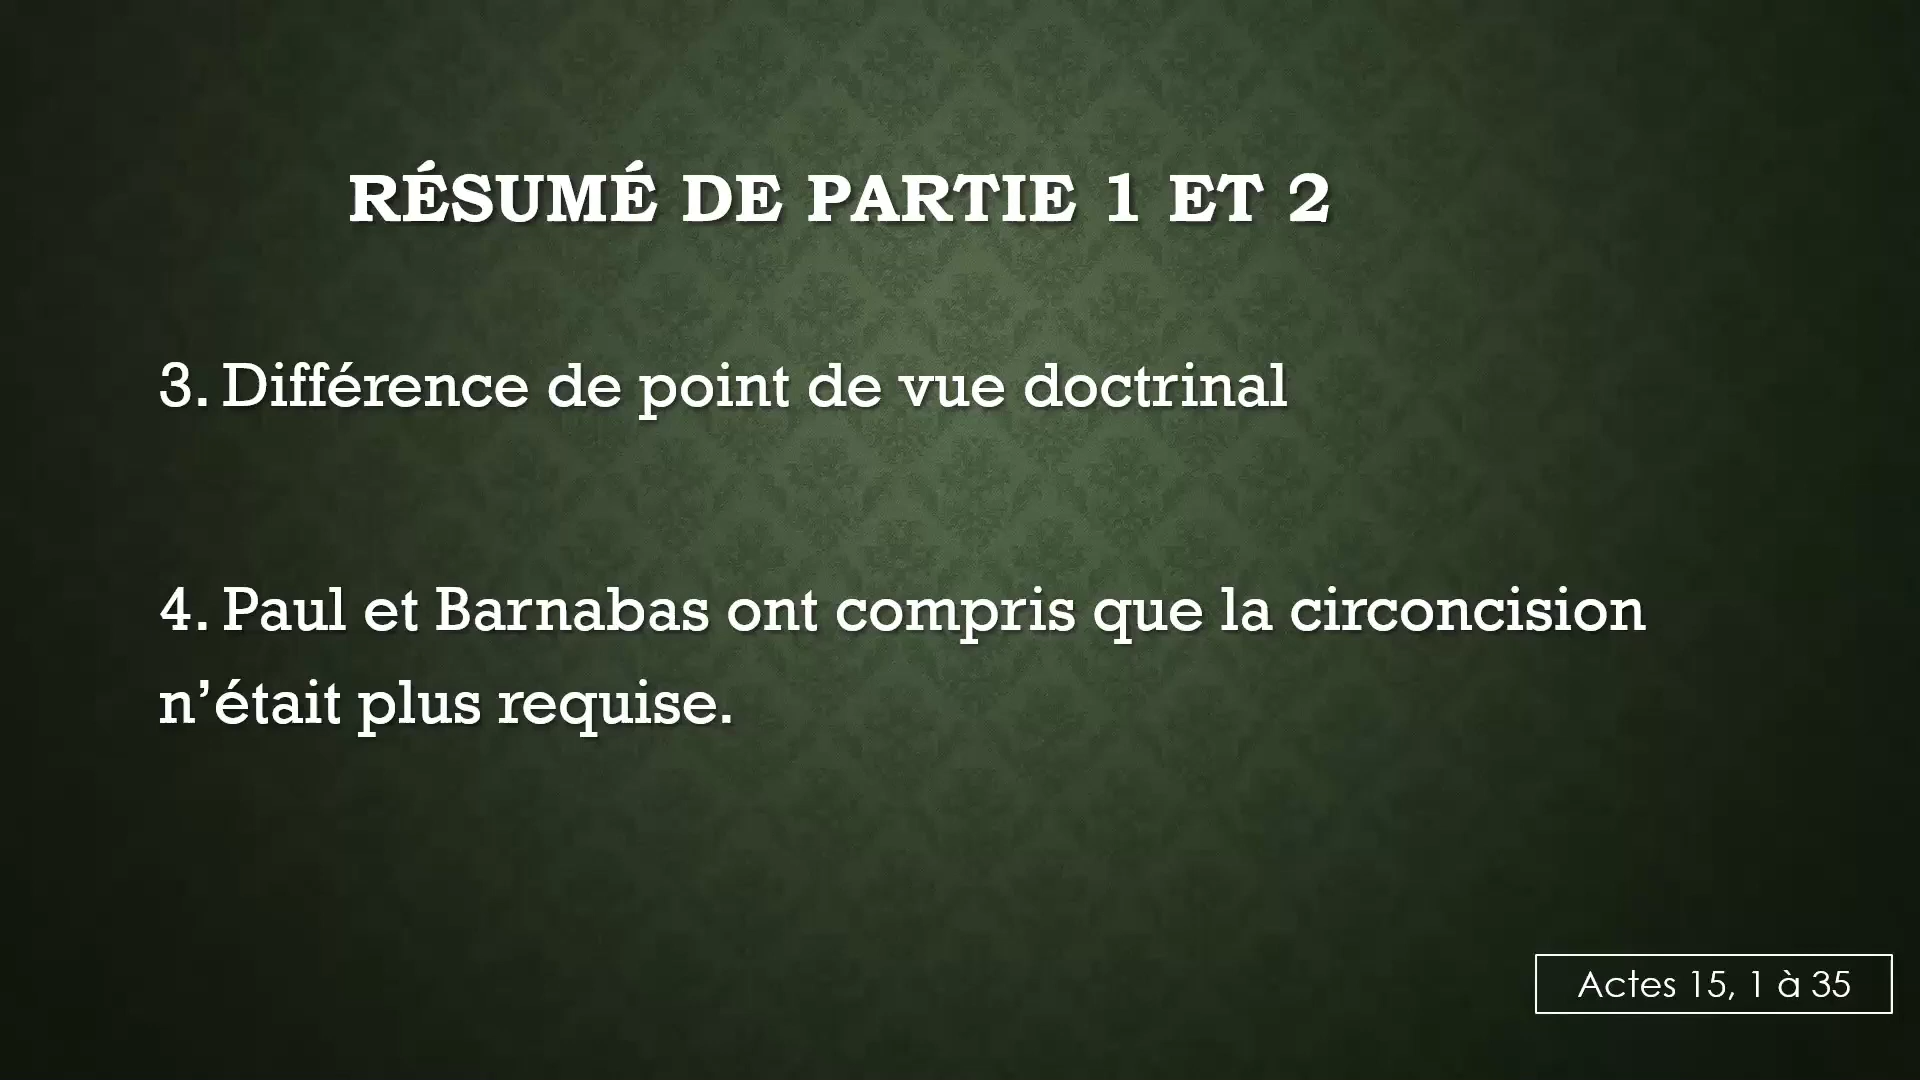 RÉSUMÉ DE PARTIE 1 ET 2
3. Différence de point de vue doctrinal
4. Paul et Barnabas ont compris que la circoncision
n’était plus requise.
Actes 15, 1 à 35